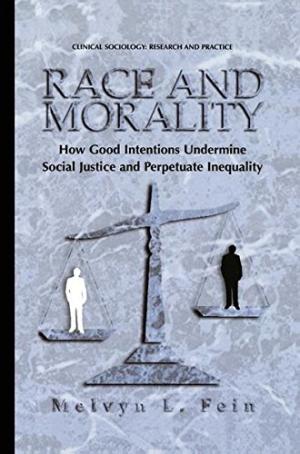 CLINICAL SOCIOLOGY: RESEARCH AND PRACTICE
RACE AND
MORALITY
How Good Intentions Undermine
Social Justice and Perpetuate Inequality
Melvyn L. Fein